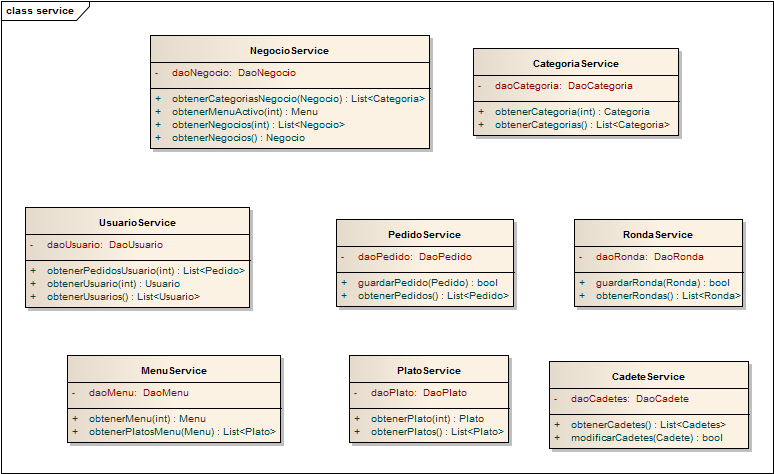 class service
NegocioService
- daoNegocio: DaoNegocio
+ obtenerCategoriasNegocio(Negocio) : List<Categoria>
+ obtenerMenuActivo(int) : Menu
+ obtenerNegocios(int) : List<Negocio>
+ obtenerNegocios() : Negocio
CategoriaService
- daoCategoria: DaoCategoria
+ obtenerCategoria(int) : Categoria
+ obtenerCategorias() : List<Categoria>
UsuarioService
- daoUsuario: DaoUsuario
+ obtenerPedidosUsuario(int) : List<Pedido>
+ obtenerUsuario(int) : Usuario
+ obtenerUsuarios() : List<Usuario>
PedidoService
- daoPedido: DaoPedido
+ guardarPedido(Pedido) : bool
+ obtenerPedidos() : List<Pedido>
RondaService
- daoRonda: DaoRonda
+ guardarRonda(Ronda) : bool
+ obtenerRondas() : List<Ronda>
MenuService
- daoMenu: DaoMenu
+ obtenerMenu(int) : Menu
+ obtenerPlatosMenu(Menu) : List<Plato>
PlatoService
- daoPlato: DaoPlato
+ obtenerPlato(int) : Plato
+ obtenerPlatos() : List<Plato>
CadeteService
- daoCadetes: DaoCadete
+ obtenerCadetes() : List<Cadetes>
+ modificarCadetes(Cadete) : bool